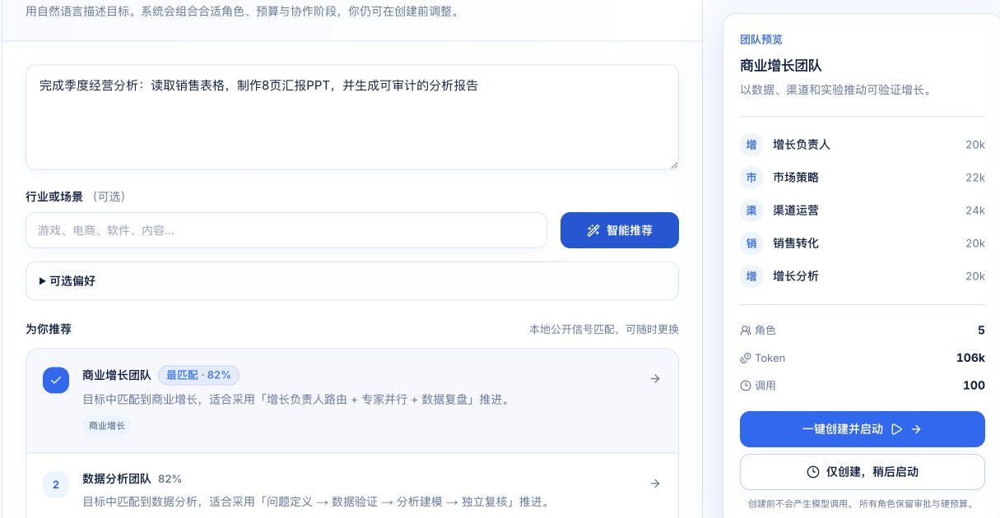 用自然语言描述目标。系统会组合合适角色、预算与协作阶段，你仍可在创建前调整。
完成季度经营分析：读取销售表格，制作8页汇报PPT，并生成可审计的分析报告
行业或场景 （可选）
游戏、电商、软件、内容...
智能推荐
可选偏好
为你推荐
本地公开信号匹配，可随时更换
商业增长团队 最匹配 · 82%
目标中匹配到商业增长，适合采用「增长负责人路由 + 专家并行 + 数据复盘」推进。
商业增长
2 数据分析团队 82%
目标中匹配到数据分析，适合采用「问题定义 → 数据验证 → 分析建模 → 独立复核」推进。
团队预览
商业增长团队
以数据、渠道和实验推动可验证增长。
增 增长负责人 20k
市 市场策略 22k
渠 渠道运营 24k
销 销售转化 20k
增 增长分析 20k
角色 5
Token 106k
调用 100
一键创建并启动
仅创建，稍后启动
创建前不会产生模型调用。 所有角色保留审批与硬预算。